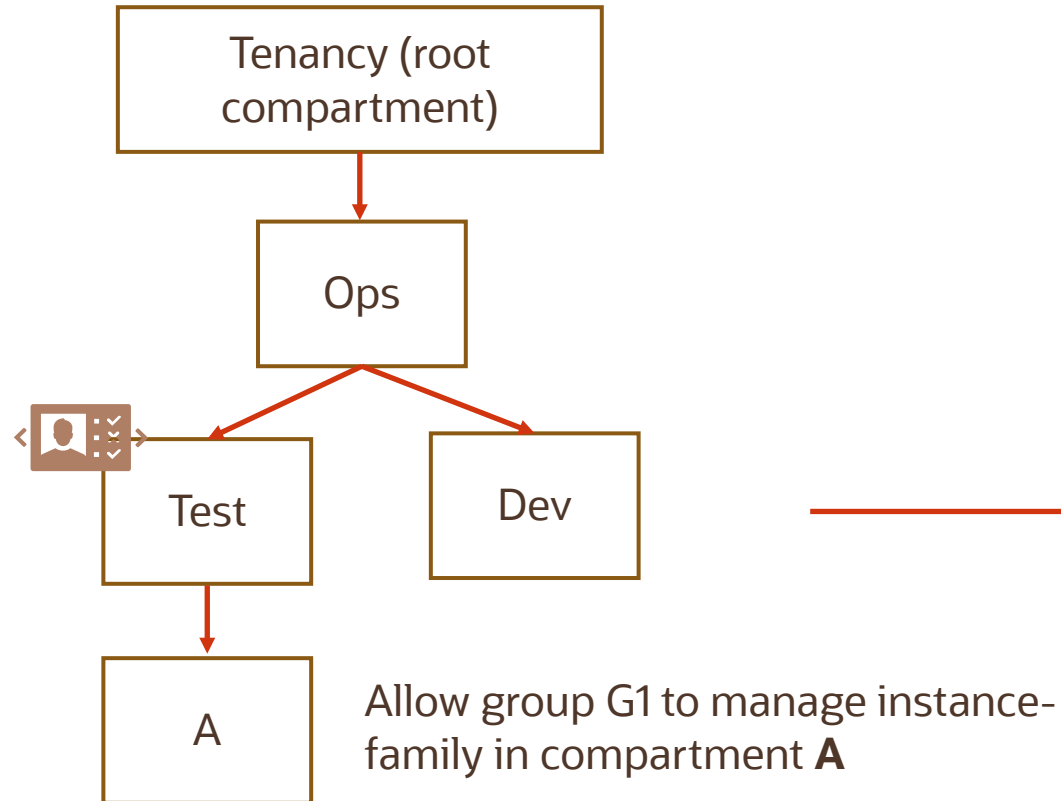 Tenancy (root
compartment)
Ops
Test
Dev
A
Allow group G1 to manage instance-
family in compartment A